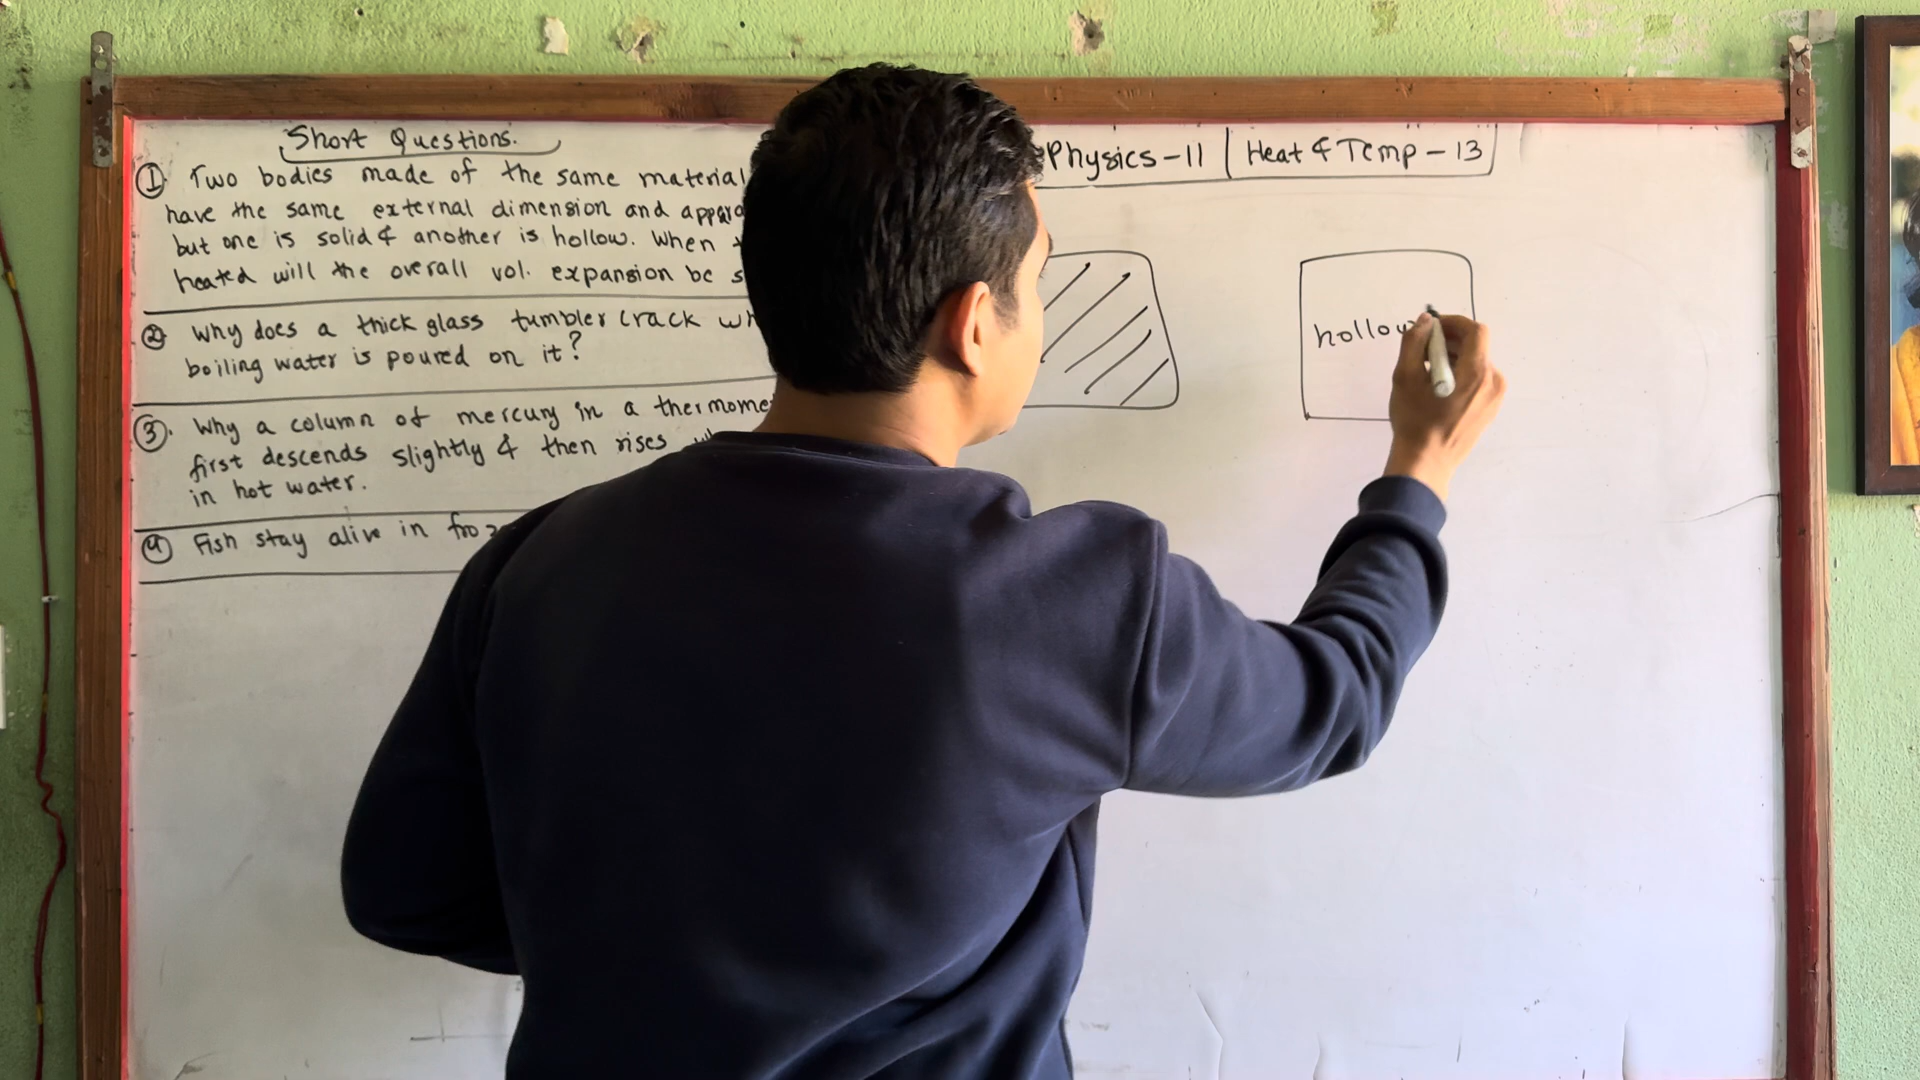 Short Questions.
Physics-11 | Heat & Temp - 13
① Two bodies made of the same material
have the same external dimension and
but one is solid & another is hollow. When
heated will the overall vol. expansion be
② Why does a thick glass tumbler crack
boiling water is poured on it?
③. Why a column of mercury in a
first descends slightly & then rises
in hot water.
④ Fish stay alive in
hollow